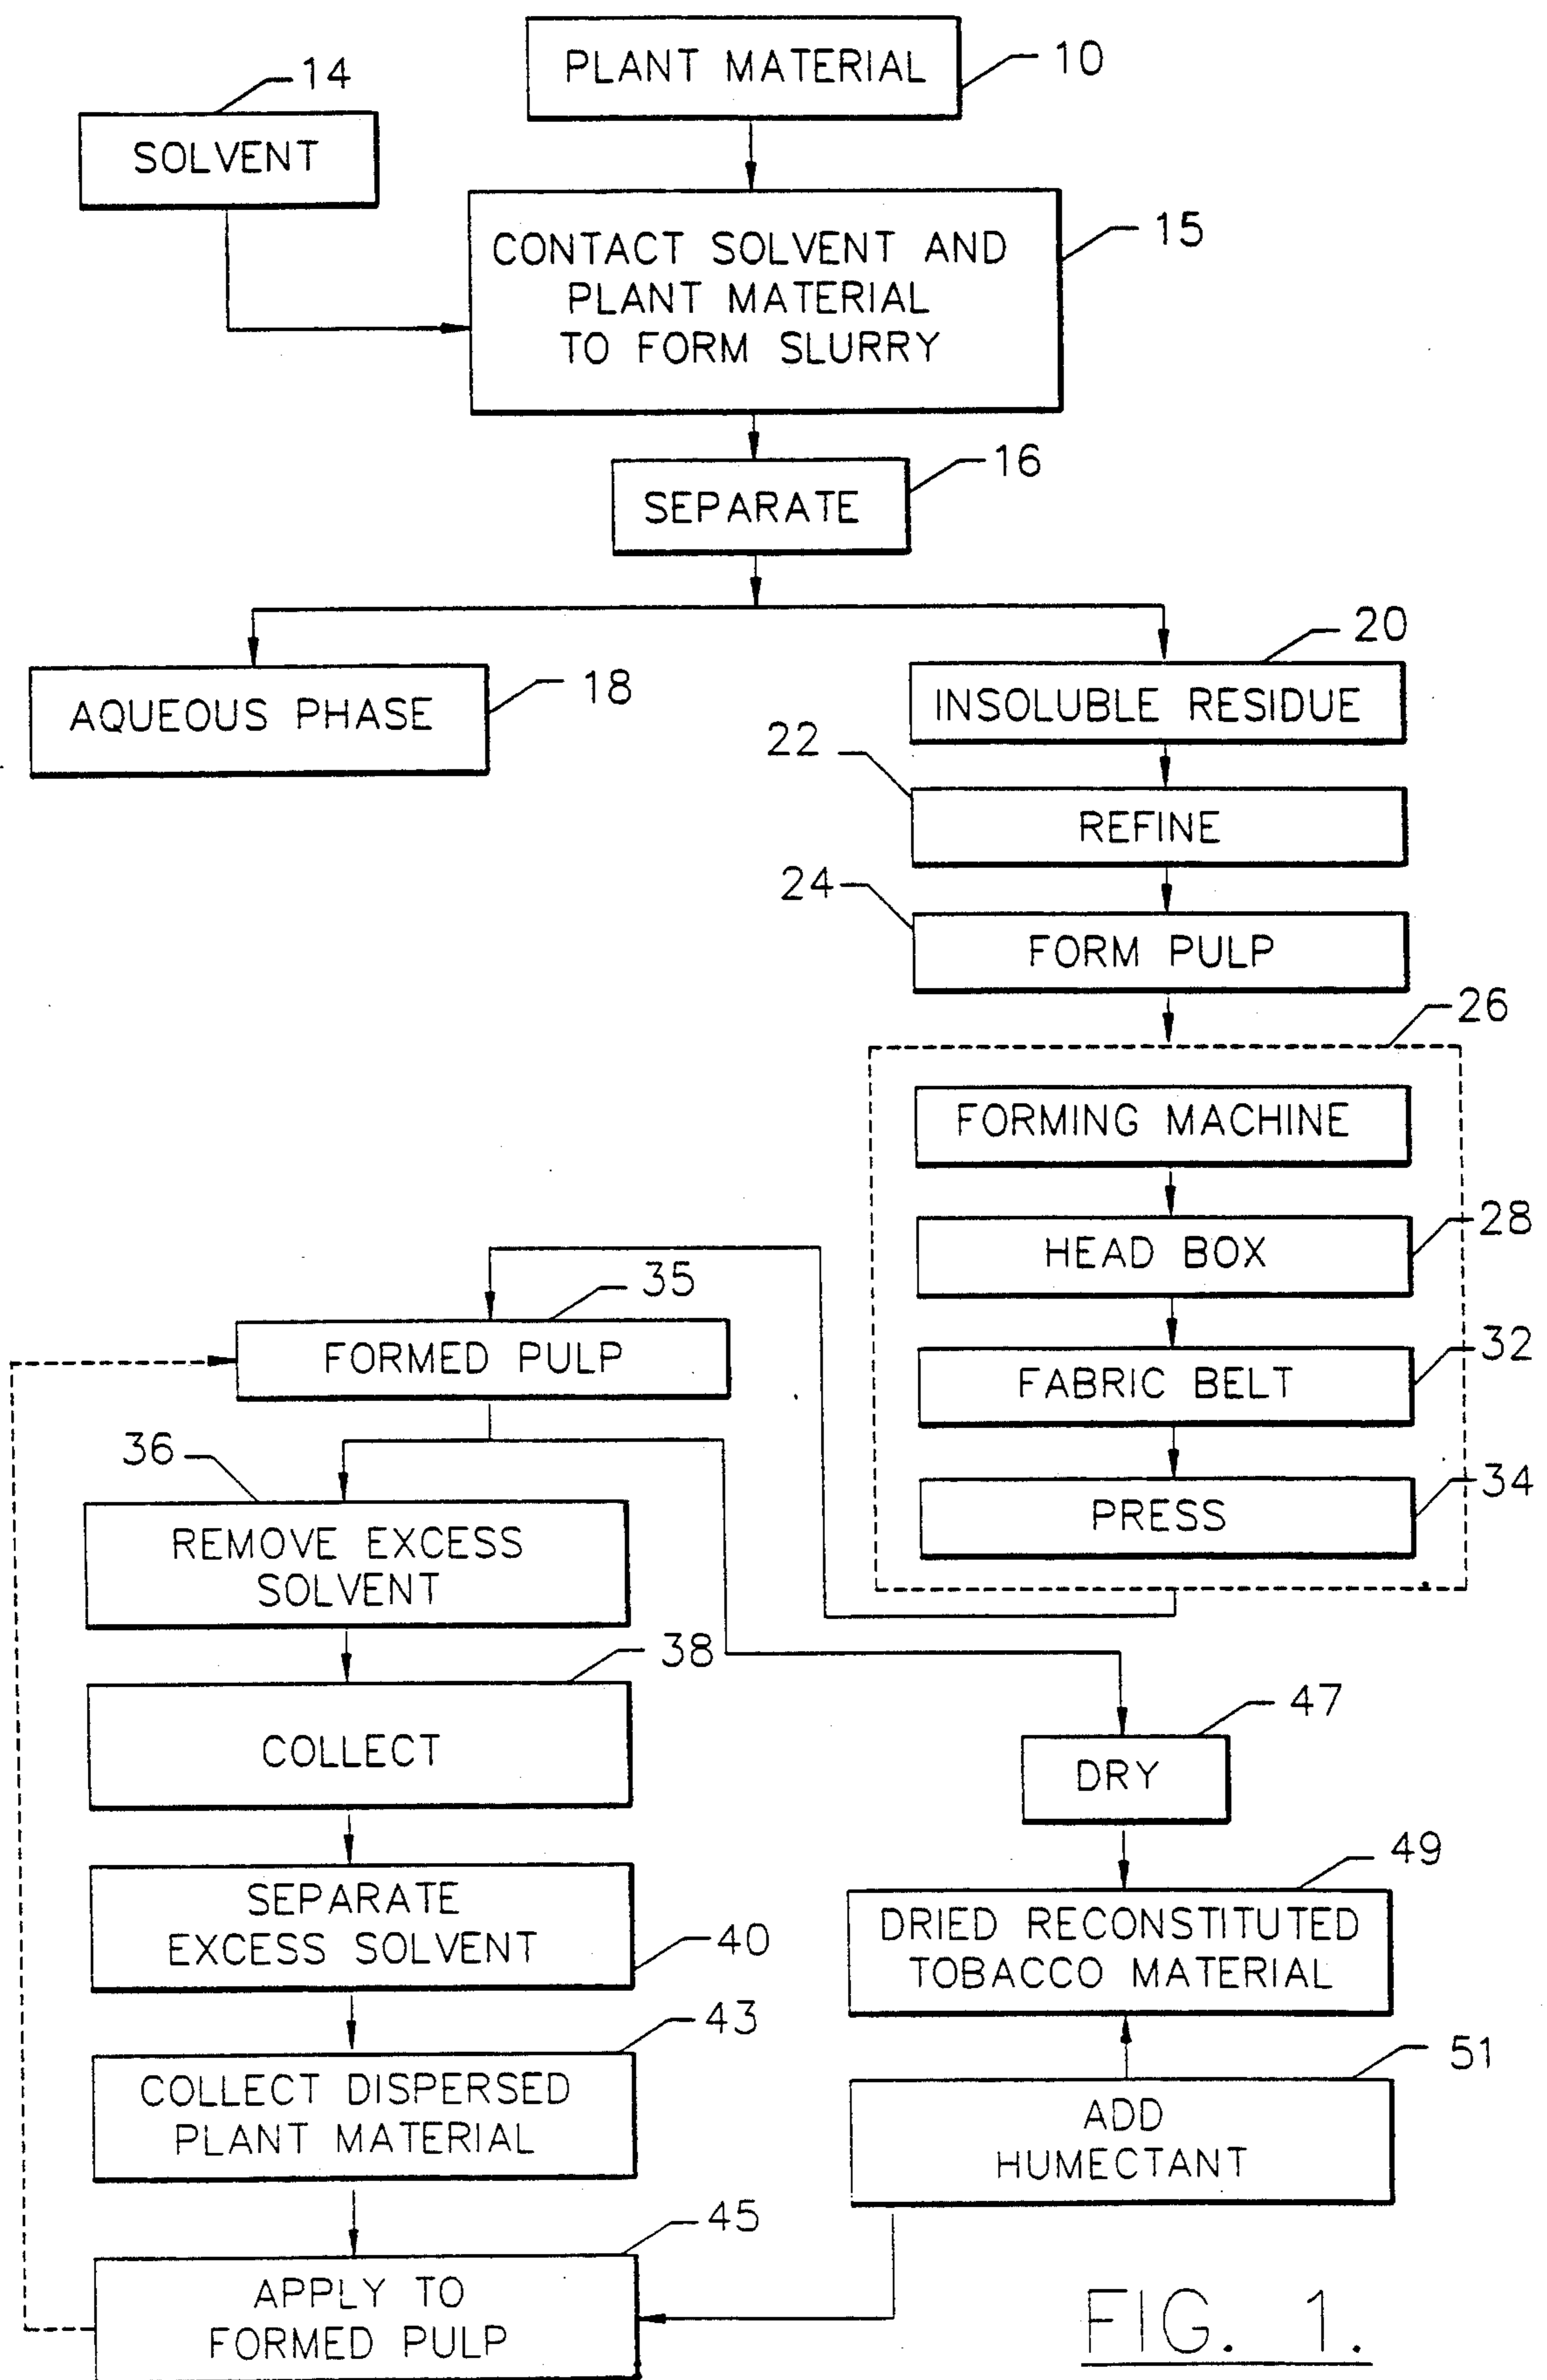 PLANT MATERIAL
10
14
SOLVENT
CONTACT SOLVENT AND
PLANT MATERIAL
TO FORM SLURRY
15
SEPARATE
16
AQUEOUS PHASE
18
20
INSOLUBLE RESIDUE
22
REFINE
24
FORM PULP
26
FORMING MACHINE
HEAD BOX
28
35
FORMED PULP
FABRIC BELT
32
PRESS
34
36
REMOVE EXCESS
SOLVENT
38
COLLECT
47
DRY
SEPARATE
EXCESS SOLVENT
40
49
DRIED RECONSTITUTED
TOBACCO MATERIAL
43
COLLECT DISPERSED
PLANT MATERIAL
51
ADD
HUMECTANT
45
APPLY TO
FORMED PULP
FIG. 1.